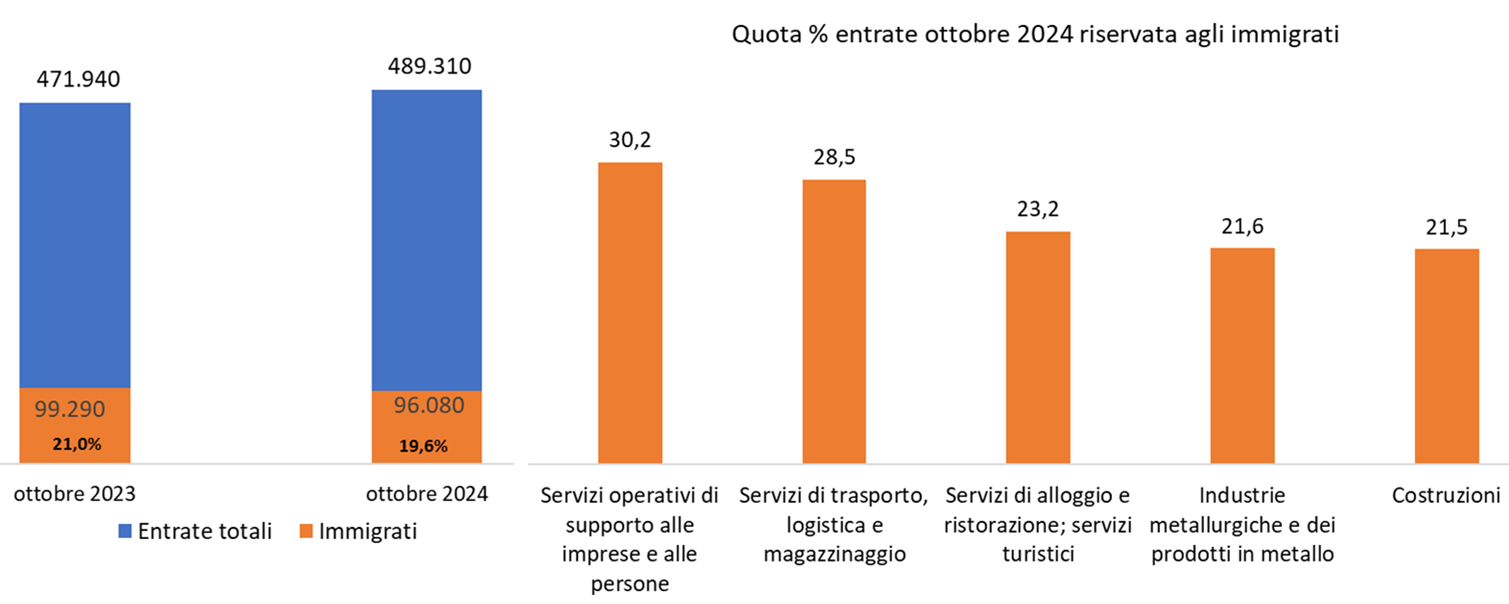 471.940
489.310
99.290
21,0%
96.080
19,6%
ottobre 2023
ottobre 2024
Entrate totali
Immigrati
Quota % entrate ottobre 2024 riservata agli immigrati
30,2
28,5
23,2
21,6
21,5
Servizi operativi di
supporto alle
imprese e alle
persone
Servizi di trasporto,
logistica e
magazzinaggio
Servizi di alloggio e
ristorazione; servizi
turistici
Industrie
metallurgiche e dei
prodotti in metallo
Costruzioni